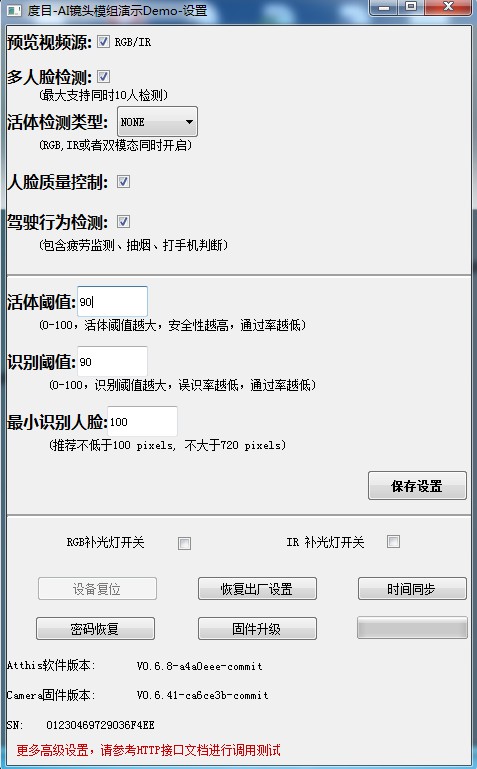 度目-AI镜头模组演示Demo-设置
预览视频源: RGB/IR
多人脸检测:
(最大支持同时10人检测)
活体检测类型: NONE
(RGB,IR或者双模态同时开启)
人脸质量控制:
驾驶行为检测:
(包含疲劳监测、抽烟、打手机判断)
活体阈值: 90
(0-100, 活体阈值越大, 安全性越高, 通过率越低)
识别阈值: 90
(0-100, 识别阈值越大, 误识率越低, 通过率越低)
最小识别人脸: 100
(推荐不低于100 pixels, 不大于720 pixels)
保存设置
RGB补光灯开关 IR 补光灯开关
设备复位 恢复出厂设置 时间同步
密码恢复 固件升级
Atthis软件版本: V0.6.8-a4a0eee-commit
Camera固件版本: V0.6.41-ca6ce3b-commit
SN: 01230469729036F4EE
更多高级设置, 请参考HTTP接口文档进行调用测试